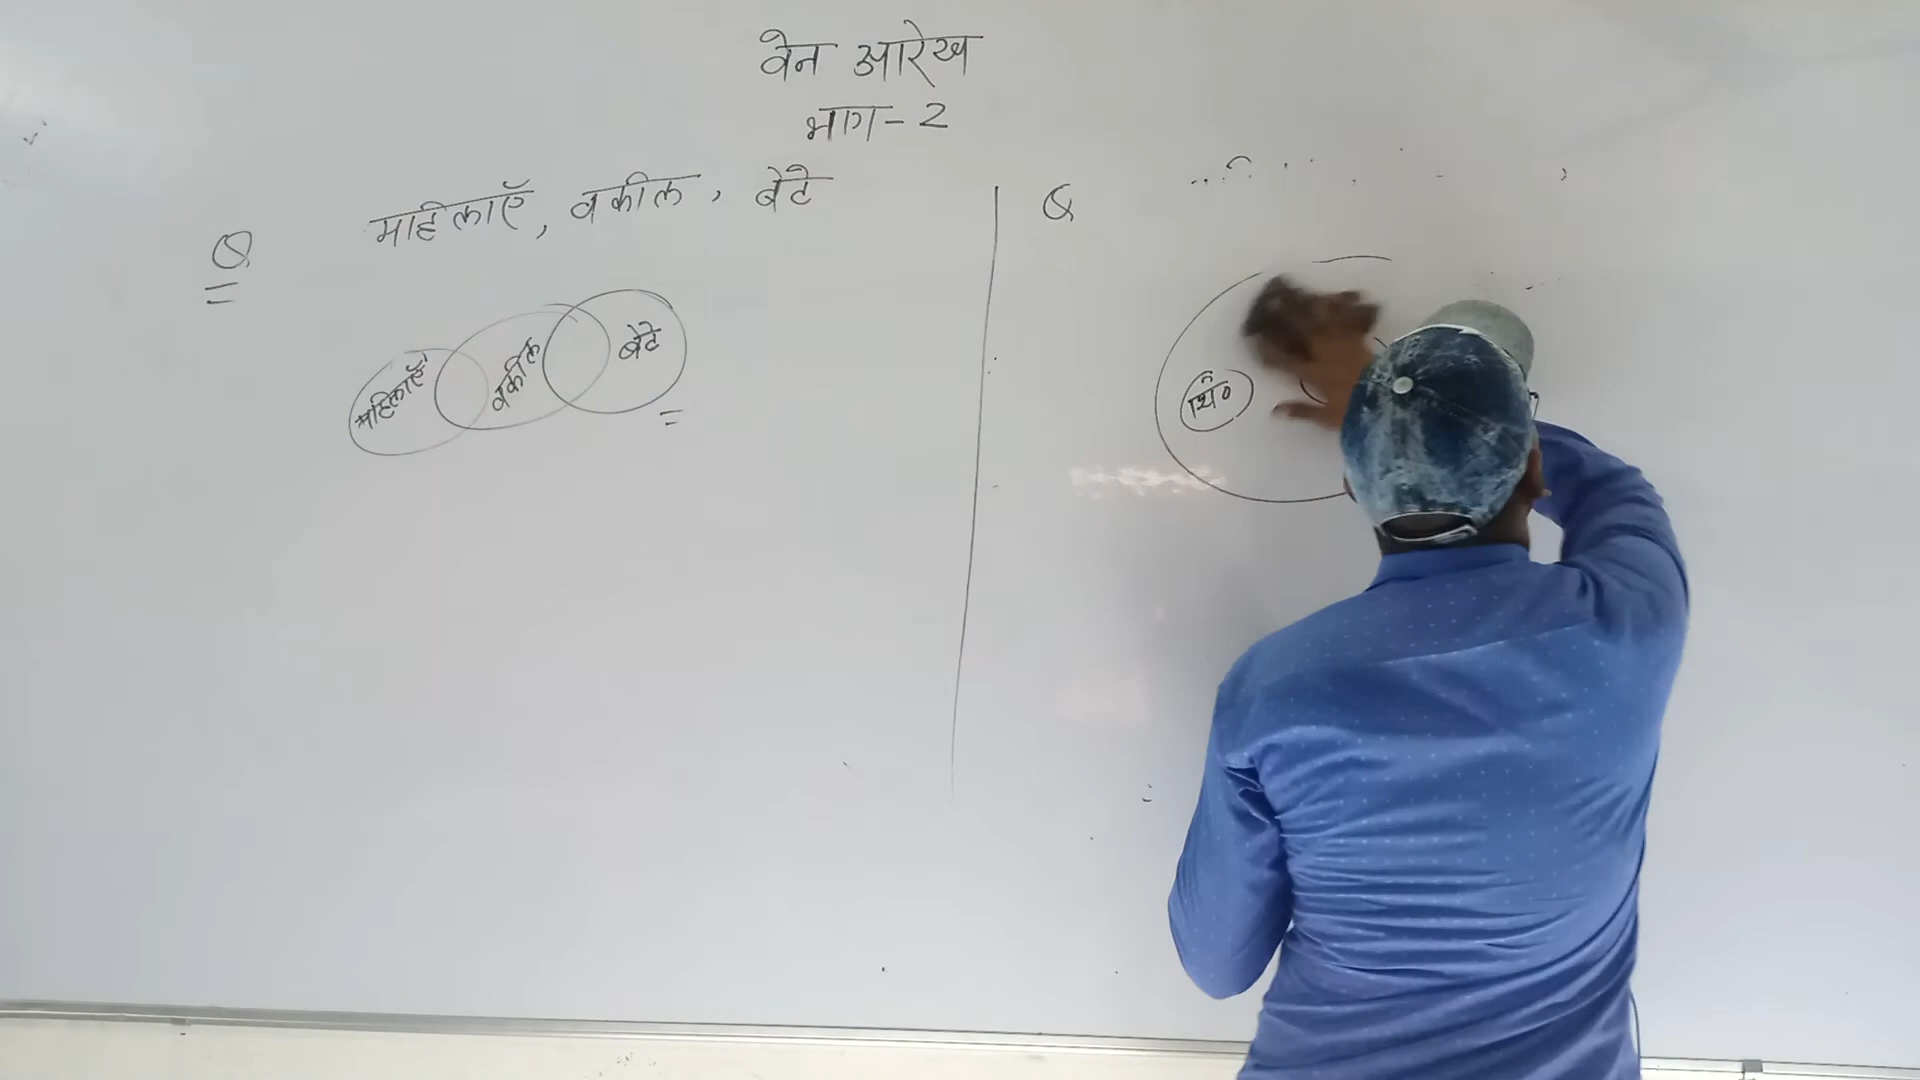 वेन आरेख
भाग-2
Q महिलाएँ, वकील, बेटे
महिलाएँ वकील बेटे
Q